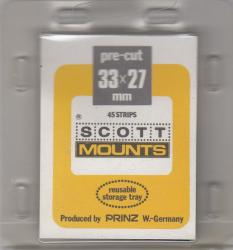 pre-cut
33×27
mm
45 STRIPS
® SCOTT
MOUNTS
reusable
storage tray
Produced by PRINZ W.-Germany